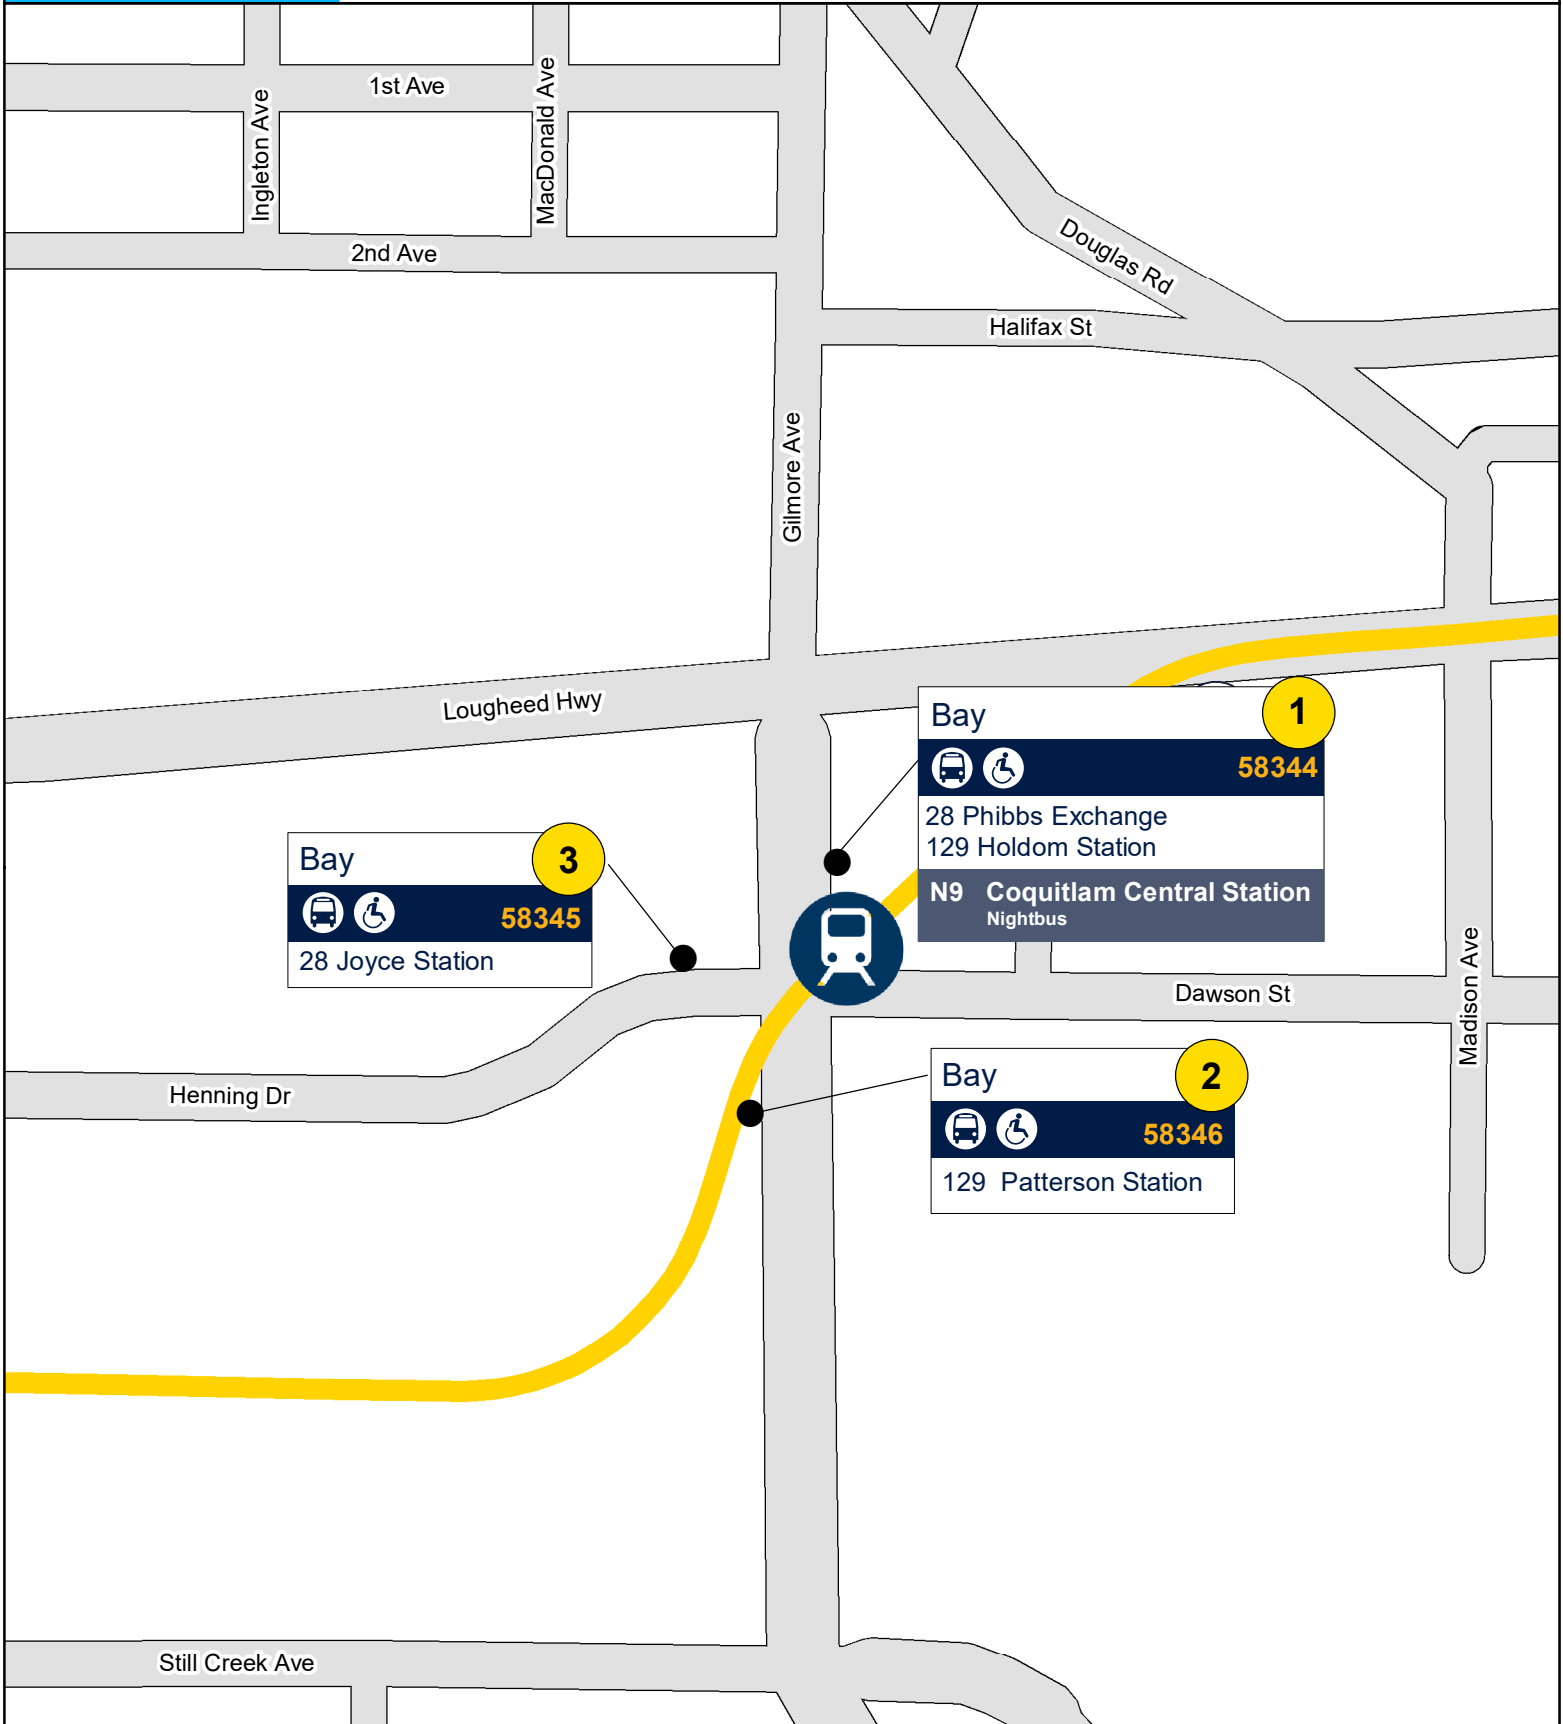 1st Ave
Ingleton Ave
MacDonald Ave
2nd Ave
Douglas Rd
Halifax St
Gilmore Ave
Lougheed Hwy
Bay 1
58344
28 Phibbs Exchange
129 Holdom Station
N9 Coquitlam Central Station
Nightbus
Bay 3
58345
28 Joyce Station
Dawson St
Madison Ave
Henning Dr
Bay 2
58346
129 Patterson Station
Still Creek Ave